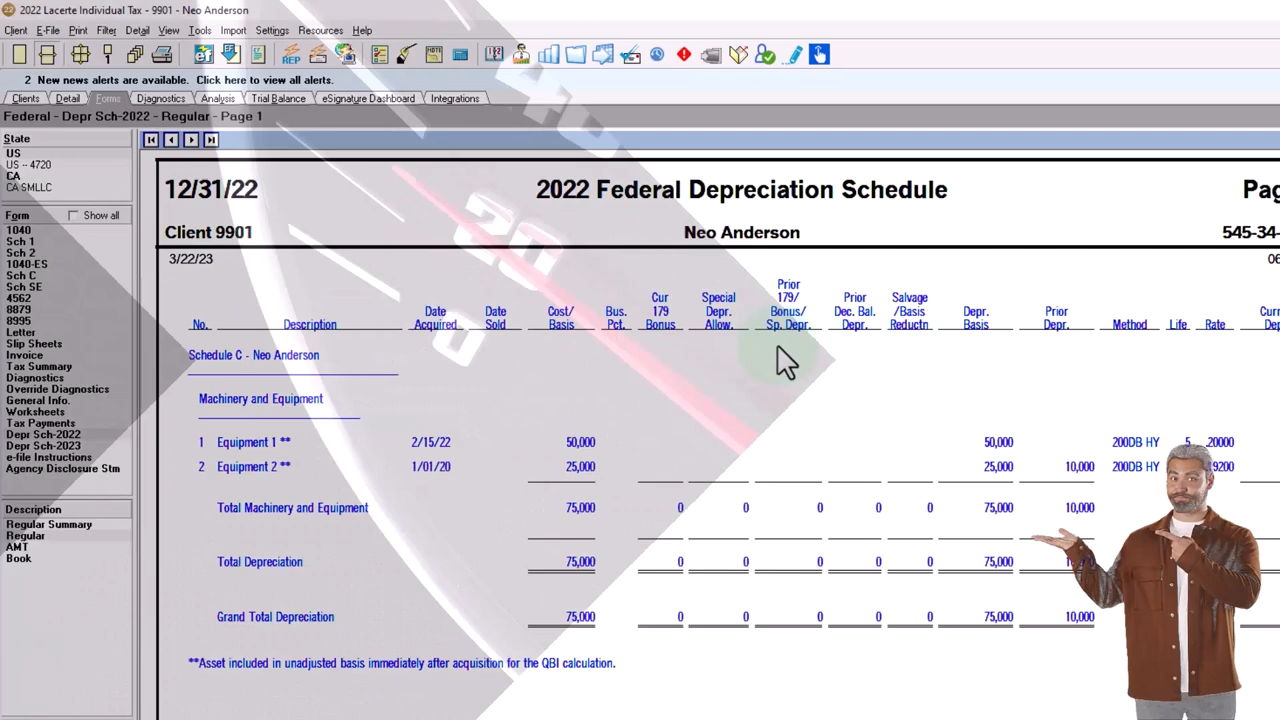 2022 Lacerte Individual Tax - 9901 - Neo Anderson
Client E-File Print Filter Detail View Tools Import Settings Resources Help
2 New news alerts are available. Click here to view all alerts.
Clients Detail Forms Diagnostics Analysis Trial Balance eSignature Dashboard Integrations
Federal - Depr Sch-2022 - Regular - Page 1
State
US
US -- 4720
CA
CA SMLLC
Form Show all
1040
Sch 1
Sch 2
1040-ES
Sch C
Sch SE
4562
8879
8995
Letter
Slip Sheets
Invoice
Tax Summary
Diagnostics
Override Diagnostics
General Info.
Worksheets
Tax Payments
Depr Sch-2022
Depr Sch-2023
e-file Instructions
Agency Disclosure Stm
Description
Regular Summary
Regular
AMT
Book
12/31/22 2022 Federal Depreciation Schedule
Client 9901 Neo Anderson 545-34-
3/22/23
No. Description
Date Acquired
Date Sold
Cost/ Basis
Bus. Pct.
Cur 179 Bonus
Special Depr. Allow.
Prior 179/ Bonus/ Sp. Depr.
Prior Dec. Bal. Depr.
Salvage /Basis Reductn
Depr. Basis
Prior Depr.
Method Life Rate
Schedule C - Neo Anderson
Machinery and Equipment
1 Equipment 1 ** 2/15/22 50,000 50,000 200DB HY 5 .20000
2 Equipment 2 ** 1/01/20 25,000 25,000 10,000 200DB HY
Total Machinery and Equipment 75,000 0 0 0 0 0 75,000 10,000
Total Depreciation 75,000 0 0 0 0 0 75,000
Grand Total Depreciation 75,000 0 0 0 0 0 75,000 10,000
**Asset included in unadjusted basis immediately after acquisition for the QBI calculation.
40
20
0